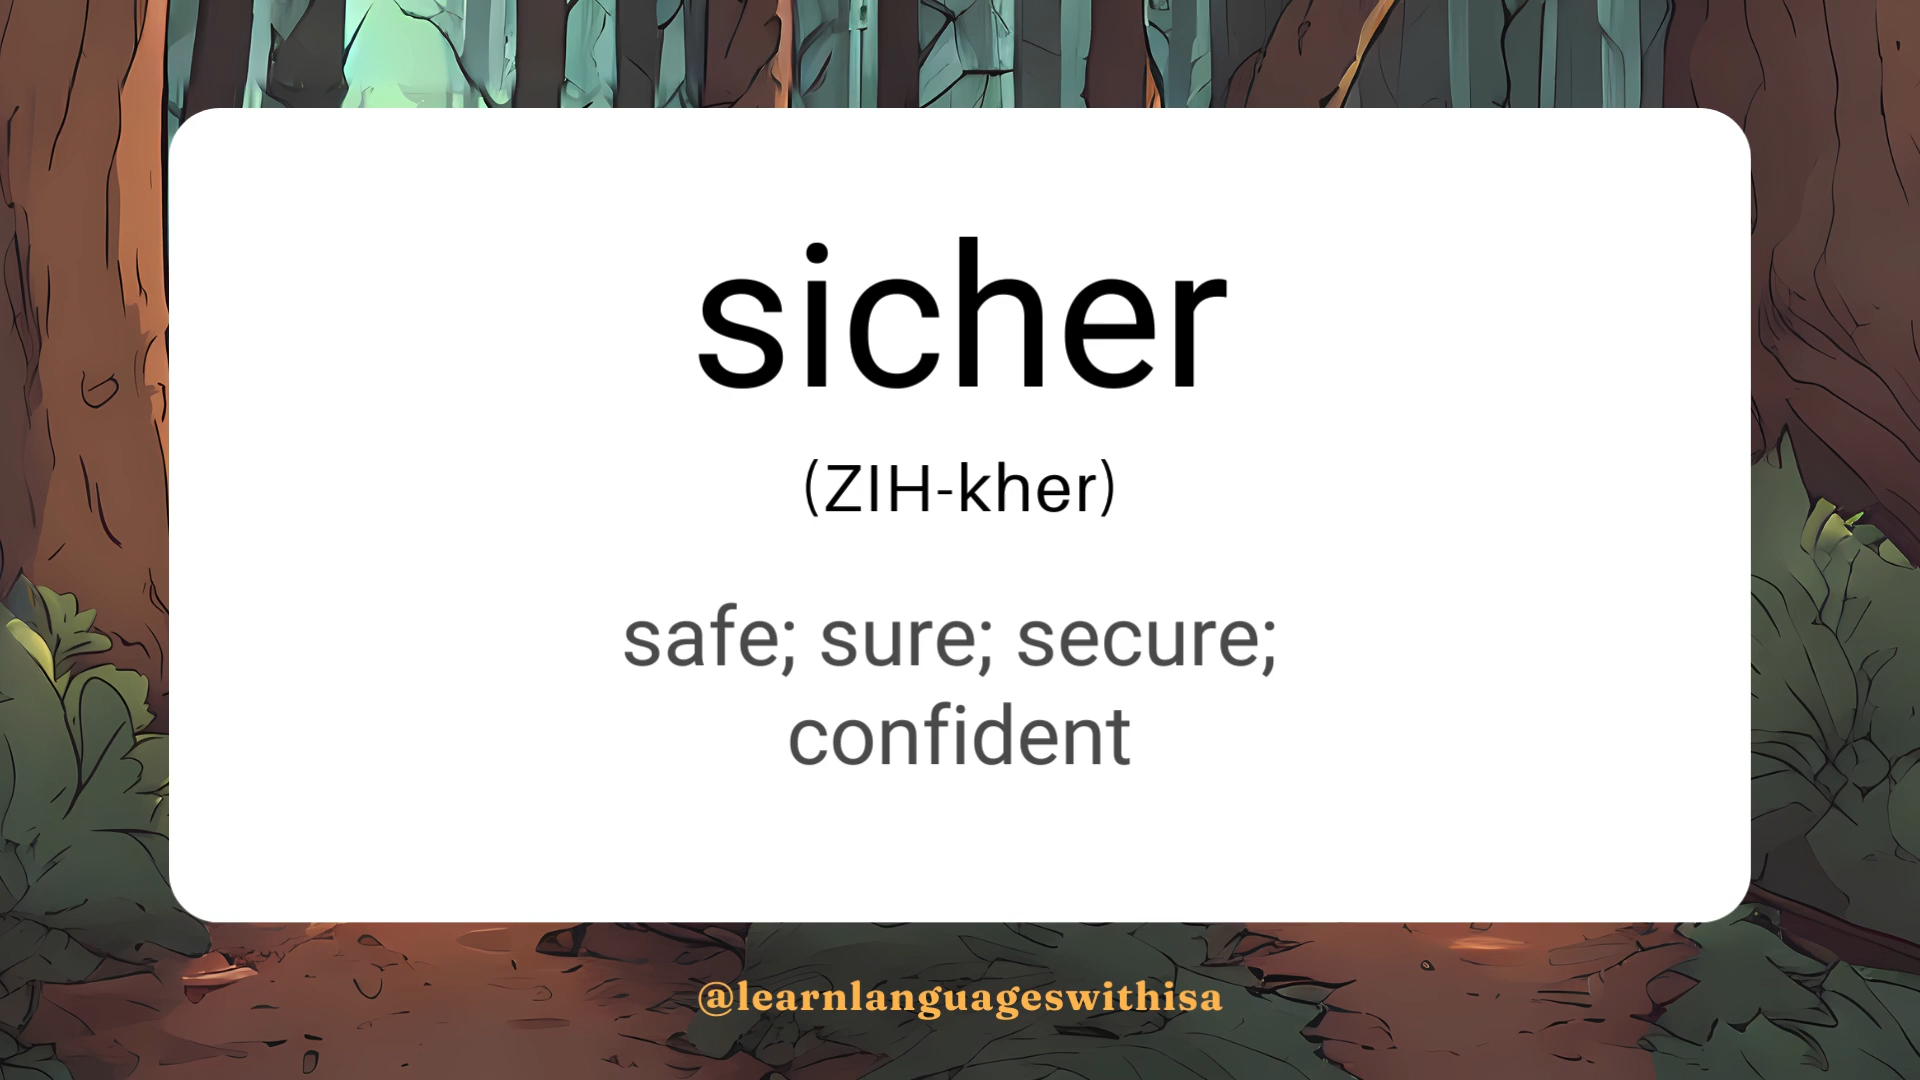 sicher
(ZIH-kher)
safe; sure; secure;
confident
@learnlanguageswithisa